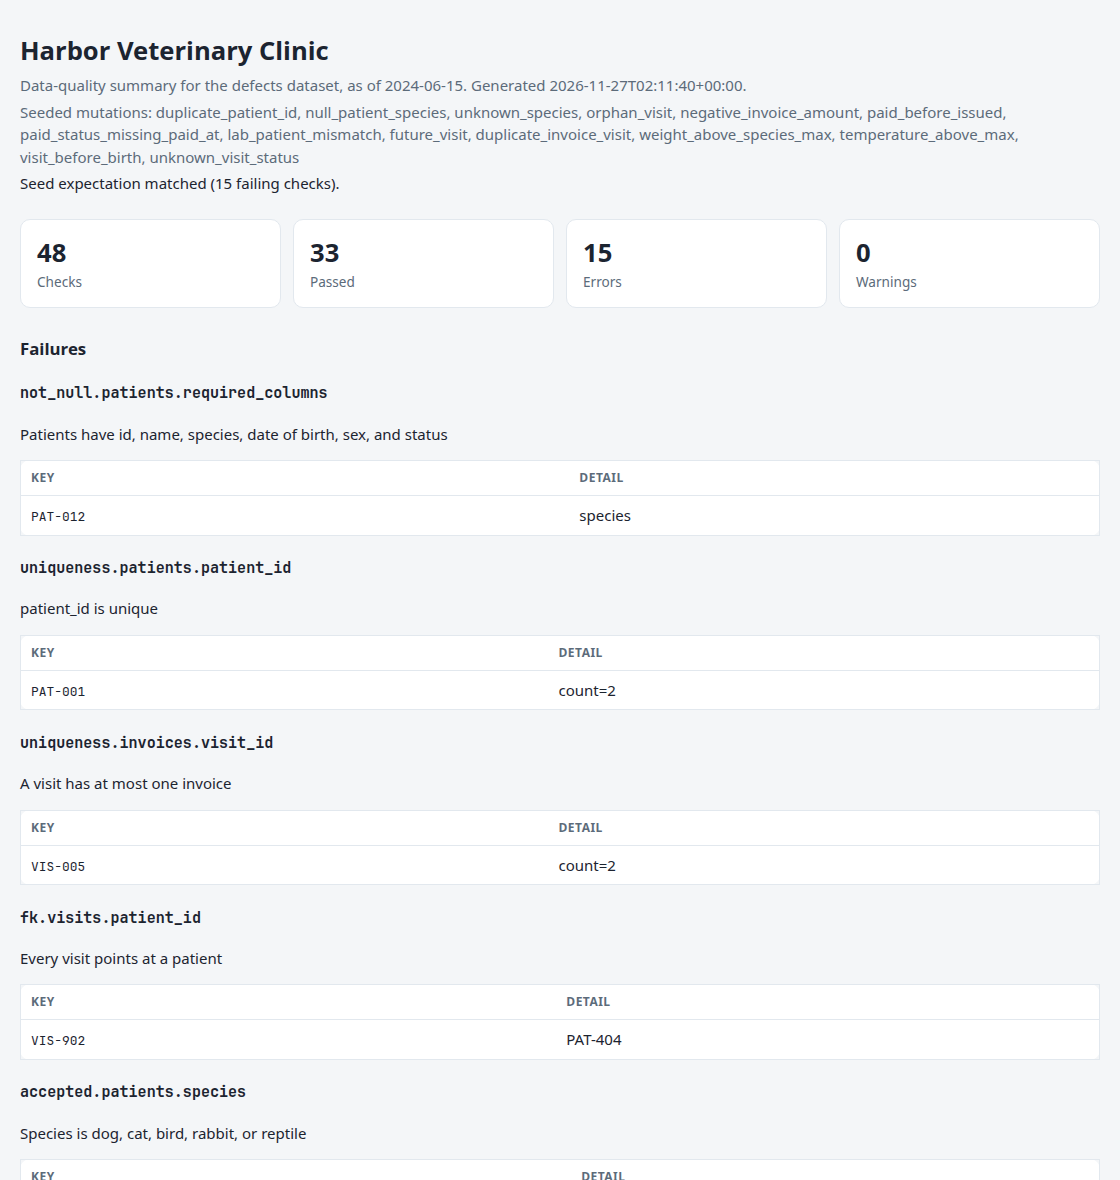 Harbor Veterinary Clinic
Data-quality summary for the defects dataset, as of 2024-06-15. Generated 2026-11-27T02:11:40+00:00.
Seeded mutations: duplicate_patient_id, null_patient_species, unknown_species, orphan_visit, negative_invoice_amount, paid_before_issued,
paid_status_missing_paid_at, lab_patient_mismatch, future_visit, duplicate_invoice_visit, weight_above_species_max, temperature_above_max,
visit_before_birth, unknown_visit_status
Seed expectation matched (15 failing checks).
48
Checks
33
Passed
15
Errors
0
Warnings
Failures
not_null.patients.required_columns
Patients have id, name, species, date of birth, sex, and status
KEY DETAIL
PAT-012 species
uniqueness.patients.patient_id
patient_id is unique
KEY DETAIL
PAT-001 count=2
uniqueness.invoices.visit_id
A visit has at most one invoice
KEY DETAIL
VIS-005 count=2
fk.visits.patient_id
Every visit points at a patient
KEY DETAIL
VIS-902 PAT-404
accepted.patients.species
Species is dog, cat, bird, rabbit, or reptile
KEY DETAIL